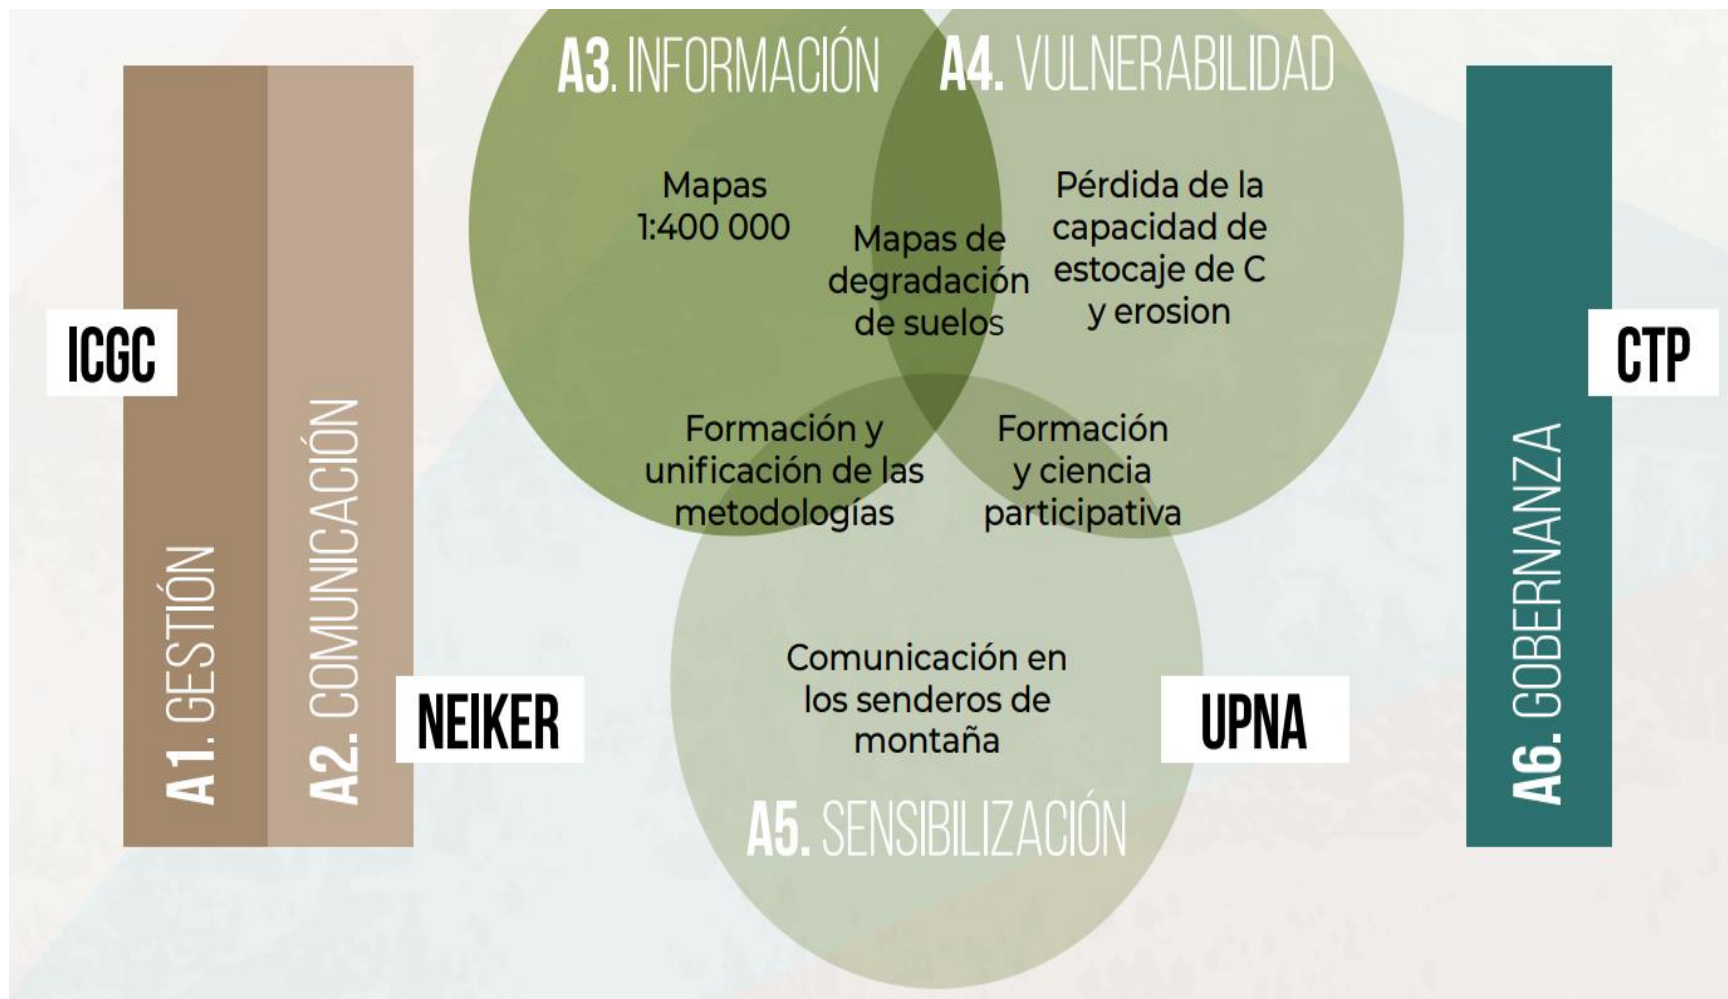 A3. INFORMACIÓN
A4. VULNERABILIDAD
Mapas
1:400 000
Mapas de
degradación
de suelos
Pérdida de la
capacidad de
estocaje de C
y erosion
ICGC
CTP
Formación y
unificación de las
metodologías
Formación
y ciencia
participativa
A1. GESTIÓN
A2. COMUNICACIÓN
A6. GOBERNANZA
Comunicación en
los senderos de
montaña
NEIKER
UPNA
A5. SENSIBILIZACIÓN